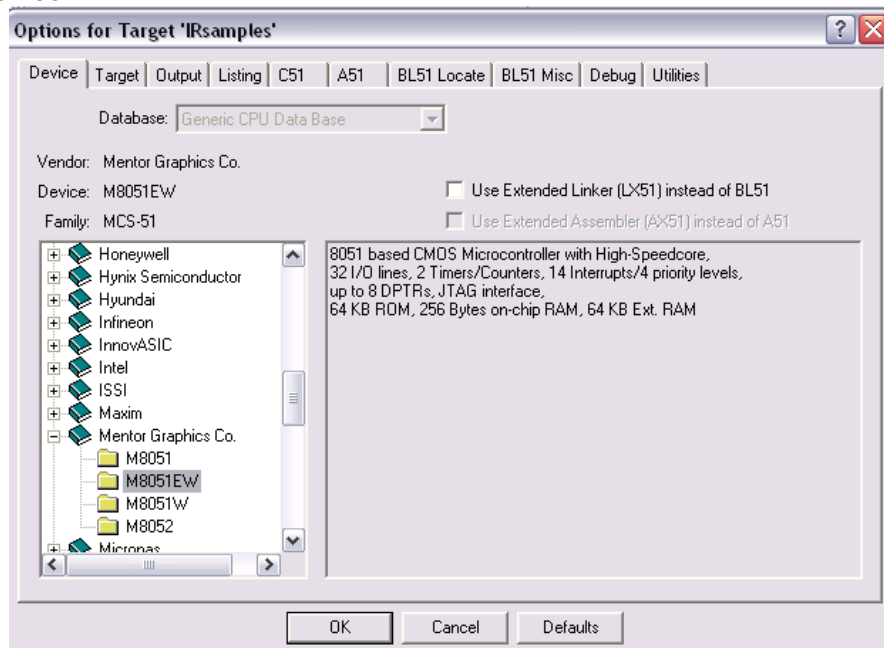 Options for Target 'IRsamples'
Device Target Output Listing C51 A51 BL51 Locate BL51 Misc Debug Utilities
Database: Generic CPU Data Base
Vendor: Mentor Graphics Co.
Device: M8051EW
Use Extended Linker (LX51) instead of BL51
Family: MCS-51
Use Extended Assembler (AX51) instead of A51
Honeywell
Hynix Semiconductor
Hyundai
Infineon
InnovASIC
Intel
ISSI
Maxim
Mentor Graphics Co.
M8051
M8051EW
M8051W
M8052
Micronas
8051 based CMOS Microcontroller with High-Speedcore,
32 I/O lines, 2 Timers/Counters, 14 Interrupts/4 priority levels,
up to 8 DPTRs, JTAG interface,
64 KB ROM, 256 Bytes on-chip RAM, 64 KB Ext. RAM
OK Cancel Defaults